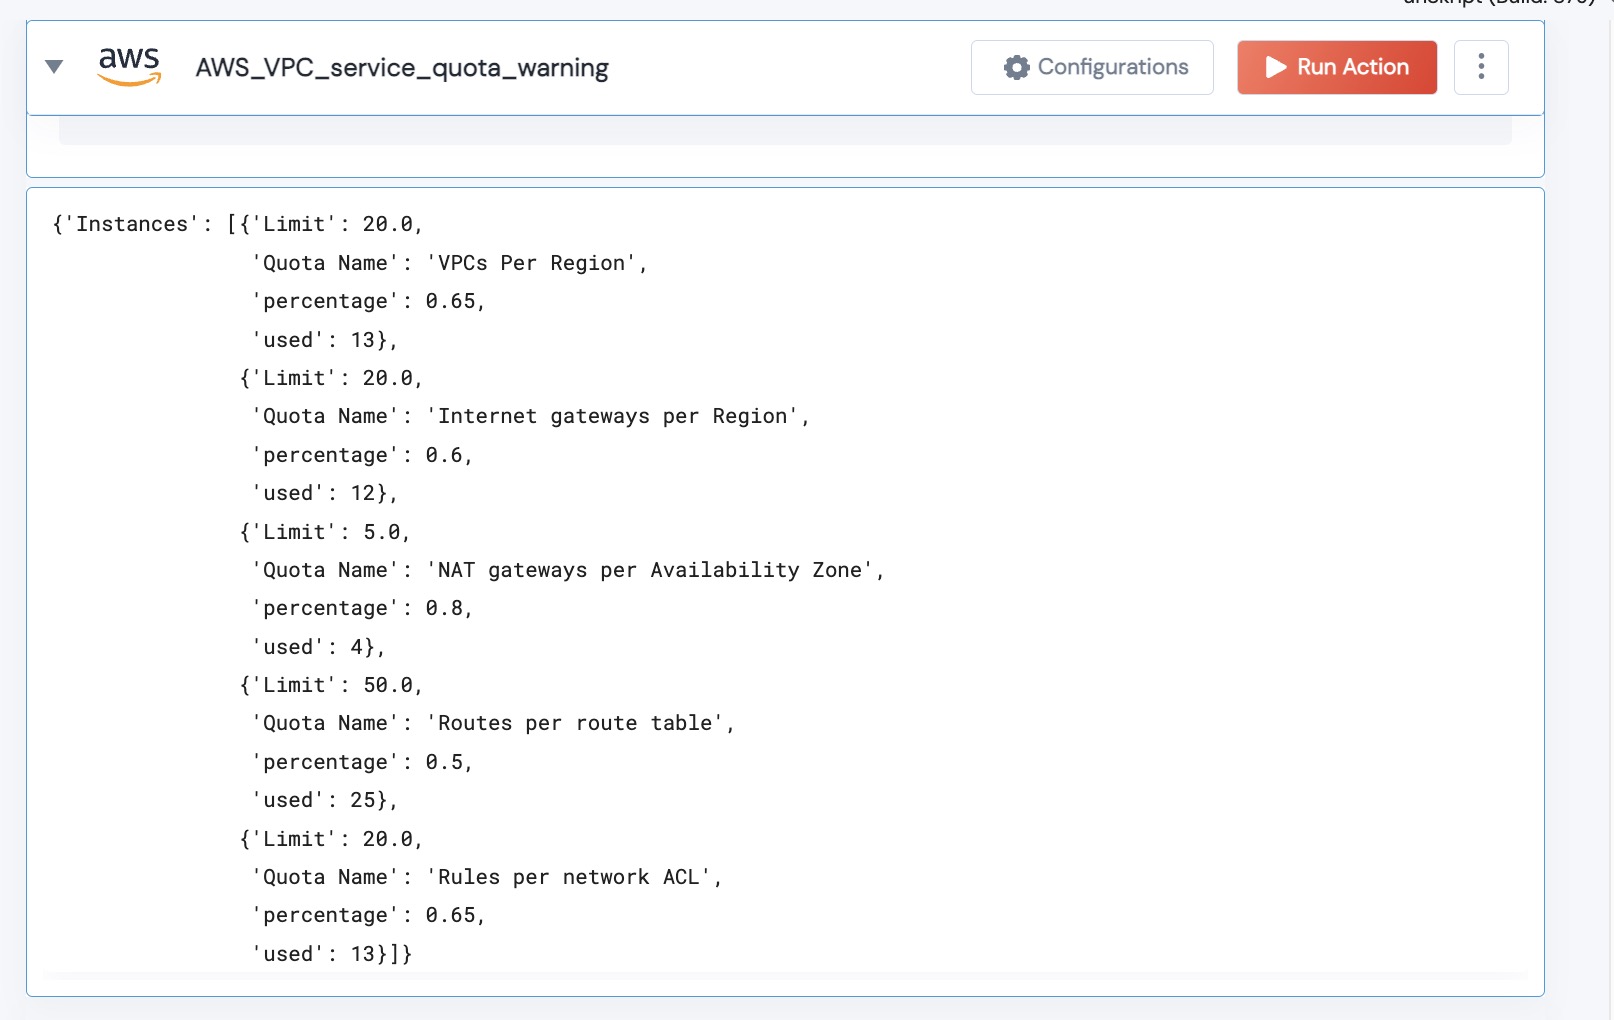 aws AWS_VPC_service_quota_warning Configurations Run Action
{'Instances': [{'Limit': 20.0,
'Quota Name': 'VPCs Per Region',
'percentage': 0.65,
'used': 13},
{'Limit': 20.0,
'Quota Name': 'Internet gateways per Region',
'percentage': 0.6,
'used': 12},
{'Limit': 5.0,
'Quota Name': 'NAT gateways per Availability Zone',
'percentage': 0.8,
'used': 4},
{'Limit': 50.0,
'Quota Name': 'Routes per route table',
'percentage': 0.5,
'used': 25},
{'Limit': 20.0,
'Quota Name': 'Rules per network ACL',
'percentage': 0.65,
'used': 13}]}